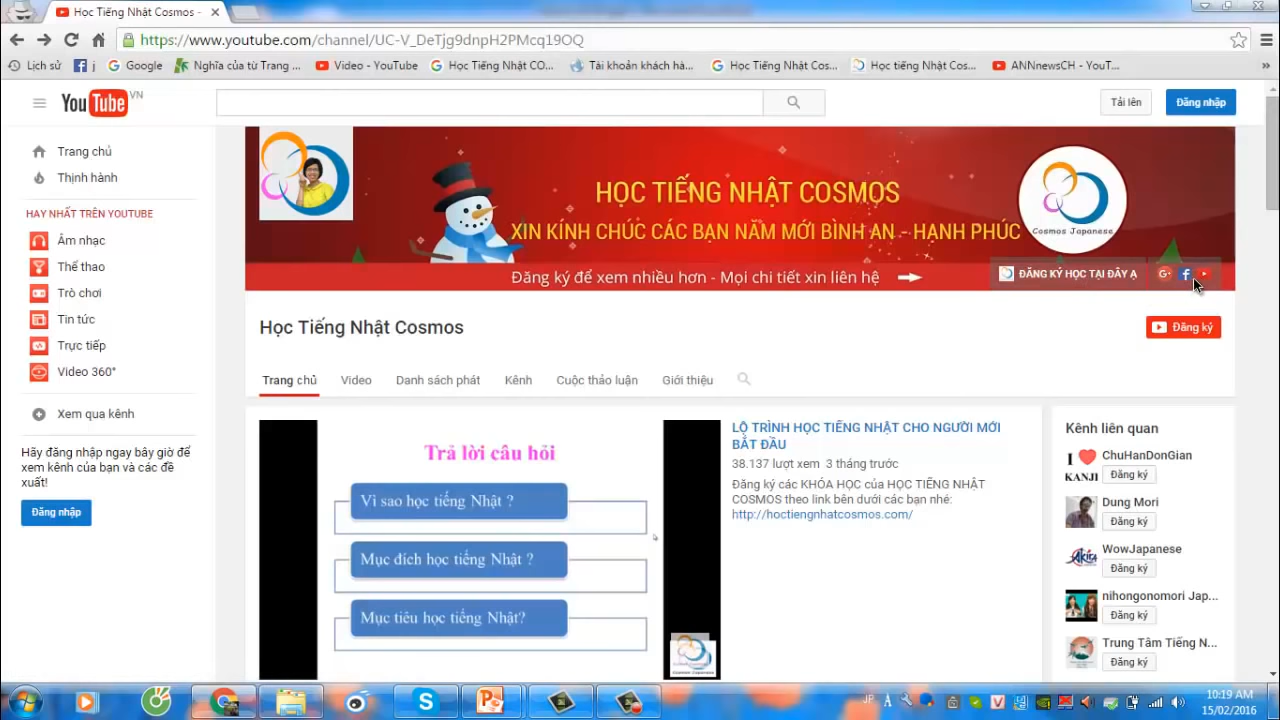 Học Tiếng Nhật Cosmos -
https://www.youtube.com/channel/UC-V_DeTjg9dnpH2PMcq19OQ
Lịch sử
j
Google
Nghĩa của từ Trang ...
Video - YouTube
Học Tiếng Nhật CO...
Tài khoản khách hà...
Học Tiếng Nhật Cos...
Học tiếng Nhật Cos...
ANNnewsCH - YouT...
YouTube VN
Tải lên
Đăng nhập
Trang chủ
Thịnh hành
HAY NHẤT TRÊN YOUTUBE
Âm nhạc
Thể thao
Trò chơi
Tin tức
Trực tiếp
Video 360°
Xem qua kênh
Hãy đăng nhập ngay bây giờ để
xem kênh của bạn và các đề
xuất!
Đăng nhập
HỌC TIẾNG NHẬT COSMOS
XIN KÍNH CHÚC CÁC BẠN NĂM MỚI BÌNH AN - HẠNH PHÚC
Cosmos Japanese
Đăng ký để xem nhiều hơn - Mọi chi tiết xin liên hệ
ĐĂNG KÝ HỌC TẠI ĐÂY Ạ
Học Tiếng Nhật Cosmos
Đăng ký
Trang chủ
Video
Danh sách phát
Kênh
Cuộc thảo luận
Giới thiệu
Trả lời câu hỏi
Vì sao học tiếng Nhật ?
Mục đích học tiếng Nhật ?
Mục tiêu học tiếng Nhật?
LỘ TRÌNH HỌC TIẾNG NHẬT CHO NGƯỜI MỚI
BẮT ĐẦU
38.137 lượt xem 3 tháng trước
Đăng ký các KHÓA HỌC của HỌC TIẾNG NHẬT
COSMOS theo link bên dưới các bạn nhé:
http://hoctiengnhatcosmos.com/
Kênh liên quan
I
KANJI
ChuHanDonGian
Đăng ký
Dung Mori
Đăng ký
Akira
WowJapanese
Đăng ký
nihongonomori Jap...
Đăng ký
Trung Tâm Tiếng N...
Đăng ký
JP
10:19 AM
15/02/2016